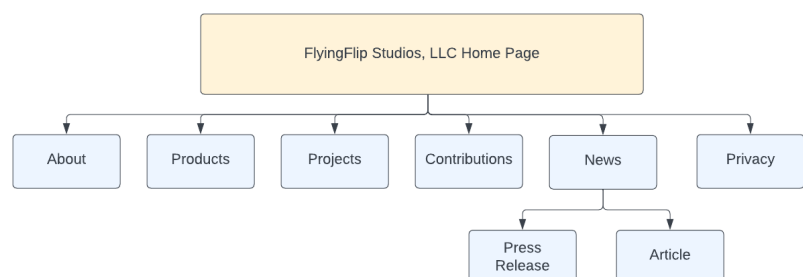 FlyingFlip Studios, LLC Home Page
About
Products
Projects
Contributions
News
Privacy
Press
Release
Article